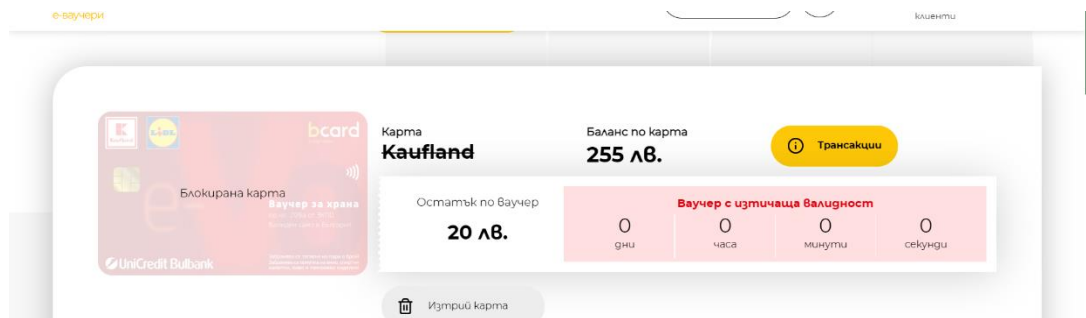 е-ваучери
клиенти
Kaufland
LIDL
bcard
Карта
Kaufland
Баланс по карта
255 лв.
Трансакции
Блокирана карта
Ваучер за храна
UniCredit Bulbank
Остатък по ваучер
20 лв.
Ваучер с изтичаща валидност
0 0 0 0
дни часа минути секунди
Изтрий карта